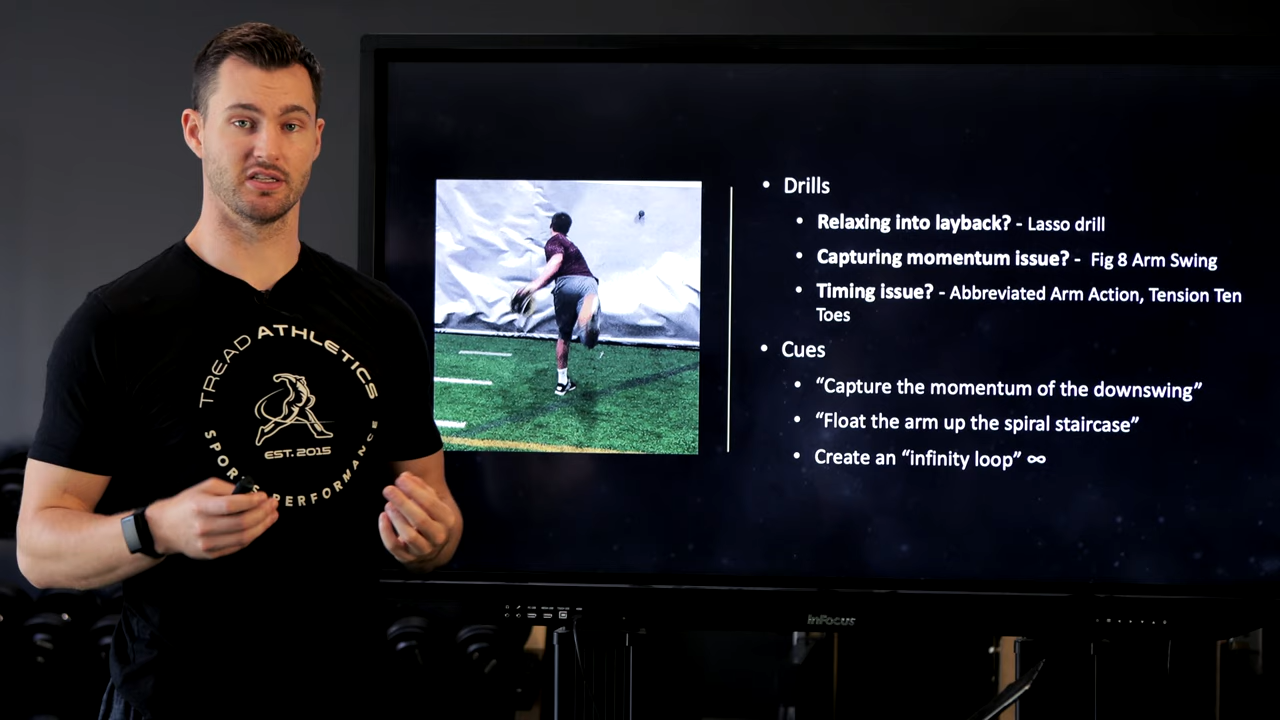 TREAD ATHLETICS
EST. 2015
SPORTS PERFORMANCE
• Drills
• Relaxing into layback? - Lasso drill
• Capturing momentum issue? - Fig 8 Arm Swing
• Timing issue? - Abbreviated Arm Action, Tension Ten
Toes
• Cues
• “Capture the momentum of the downswing”
• “Float the arm up the spiral staircase”
• Create an “infinity loop” ∞
InFocus